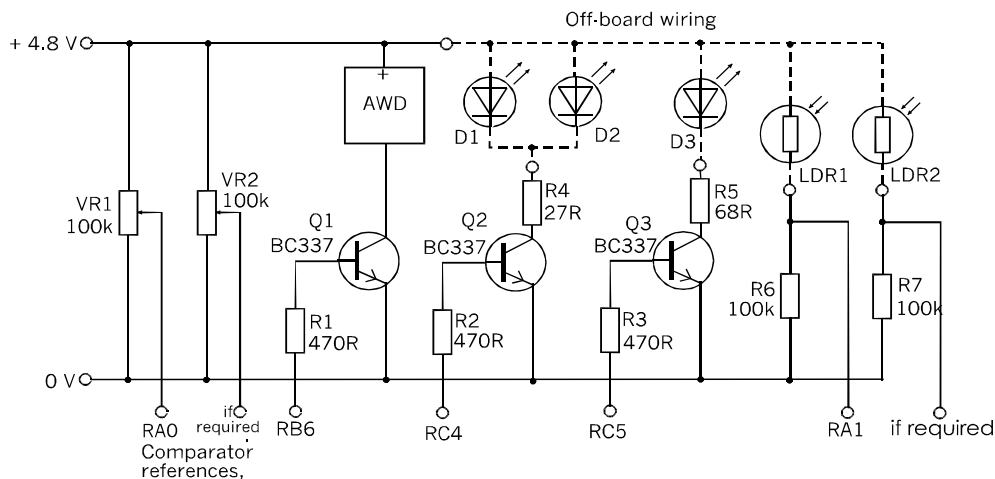 Off-board wiring
+ 4.8 V
+
AWD
D1
D2
D3
LDR1
LDR2
VR1
100k
VR2
100k
R4
27R
R5
68R
Q1
BC337
Q2
BC337
Q3
BC337
R6
100k
R7
100k
R1
470R
R2
470R
R3
470R
0 V
RA0
if
required
RB6
RC4
RC5
RA1
if required
Comparator
references,